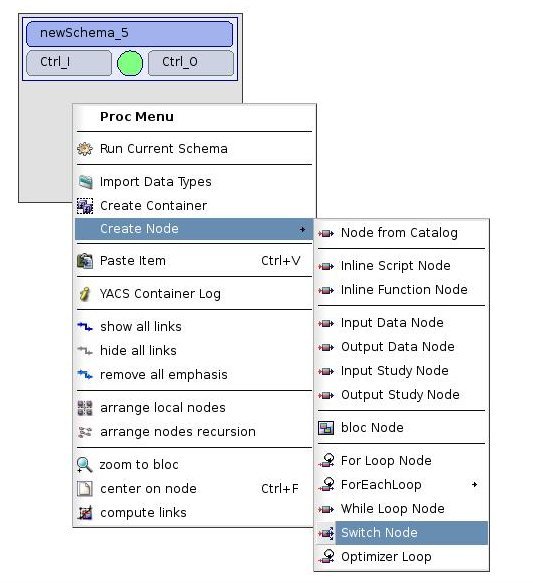 newSchema_5
Ctrl_I
Ctrl_O
Proc Menu
Run Current Schema
Import Data Types
Create Container
Create Node
Paste Item Ctrl+V
YACS Container Log
show all links
hide all links
remove all emphasis
arrange local nodes
arrange nodes recursion
zoom to bloc
center on node Ctrl+F
compute links
Node from Catalog
Inline Script Node
Inline Function Node
Input Data Node
Output Data Node
Input Study Node
Output Study Node
bloc Node
For Loop Node
ForEachLoop
While Loop Node
Switch Node
Optimizer Loop